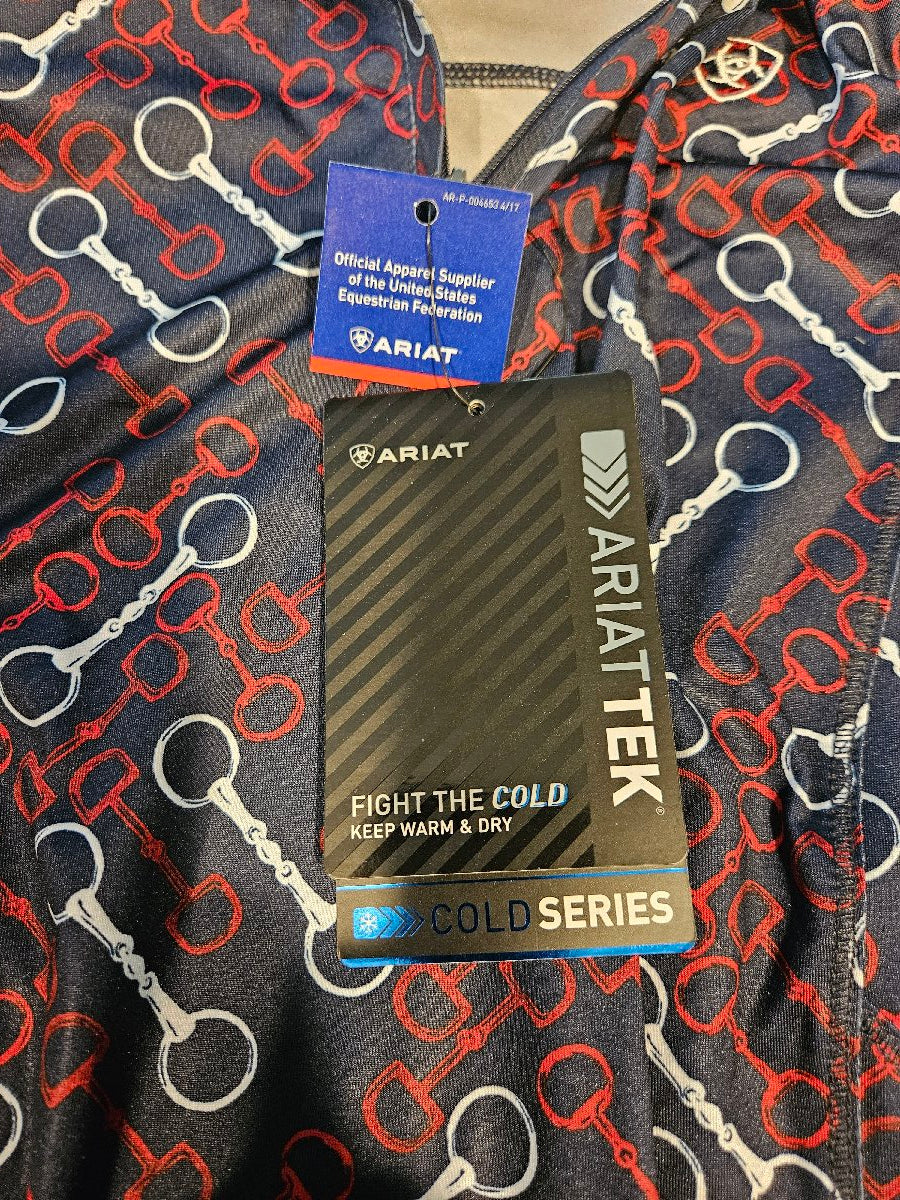 AR-P-004653 4/17
Official Apparel Supplier
of the United States
Equestrian Federation
ARIAT
ARIAT
ARIATTEK®
FIGHT THE COLD
KEEP WARM & DRY
COLD SERIES